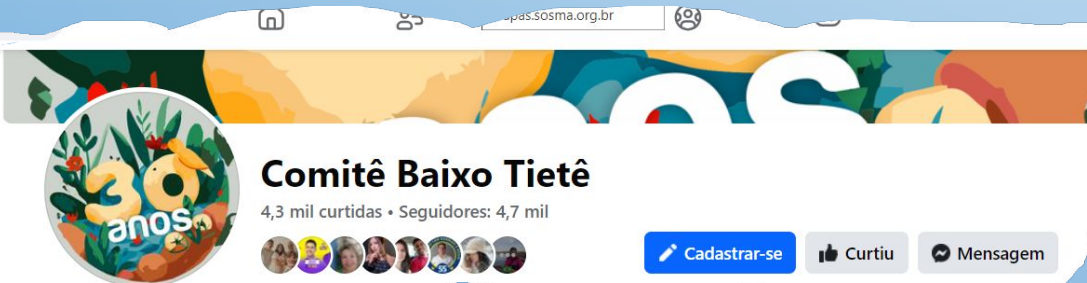 pas.sosma.org.br
Comitê Baixo Tietê
4,3 mil curtidas • Seguidores: 4,7 mil
30
anos
Cadastrar-se
Curtiu
Mensagem